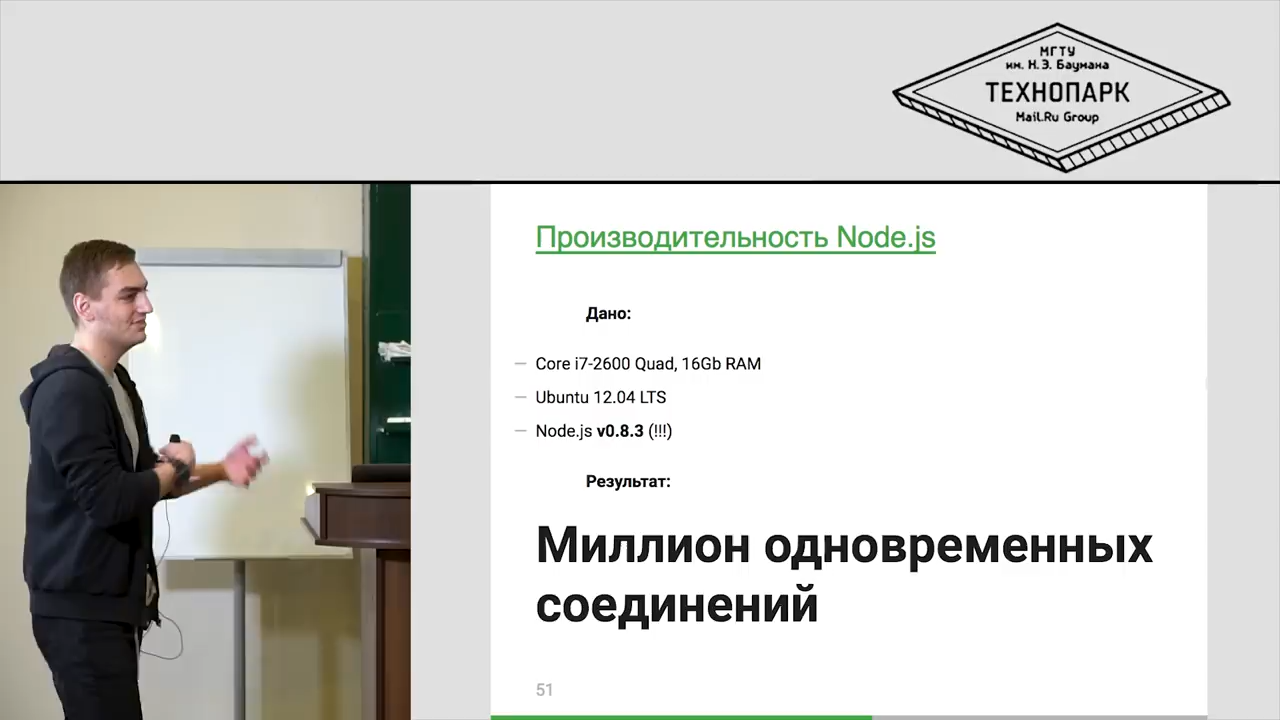 МГТУ
им. Н.Э. Баумана
ТЕХНОПАРК
Mail.Ru Group
Производительность Node.js
Дано:
— Core i7-2600 Quad, 16Gb RAM
— Ubuntu 12.04 LTS
— Node.js v0.8.3 (!!!)
Результат:
Миллион одновременных
соединений
51